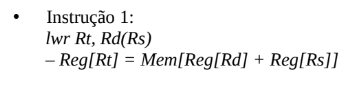 • Instrução 1:
lwr Rt, Rd(Rs)
– Reg[Rt] = Mem[Reg[Rd] + Reg[Rs]]